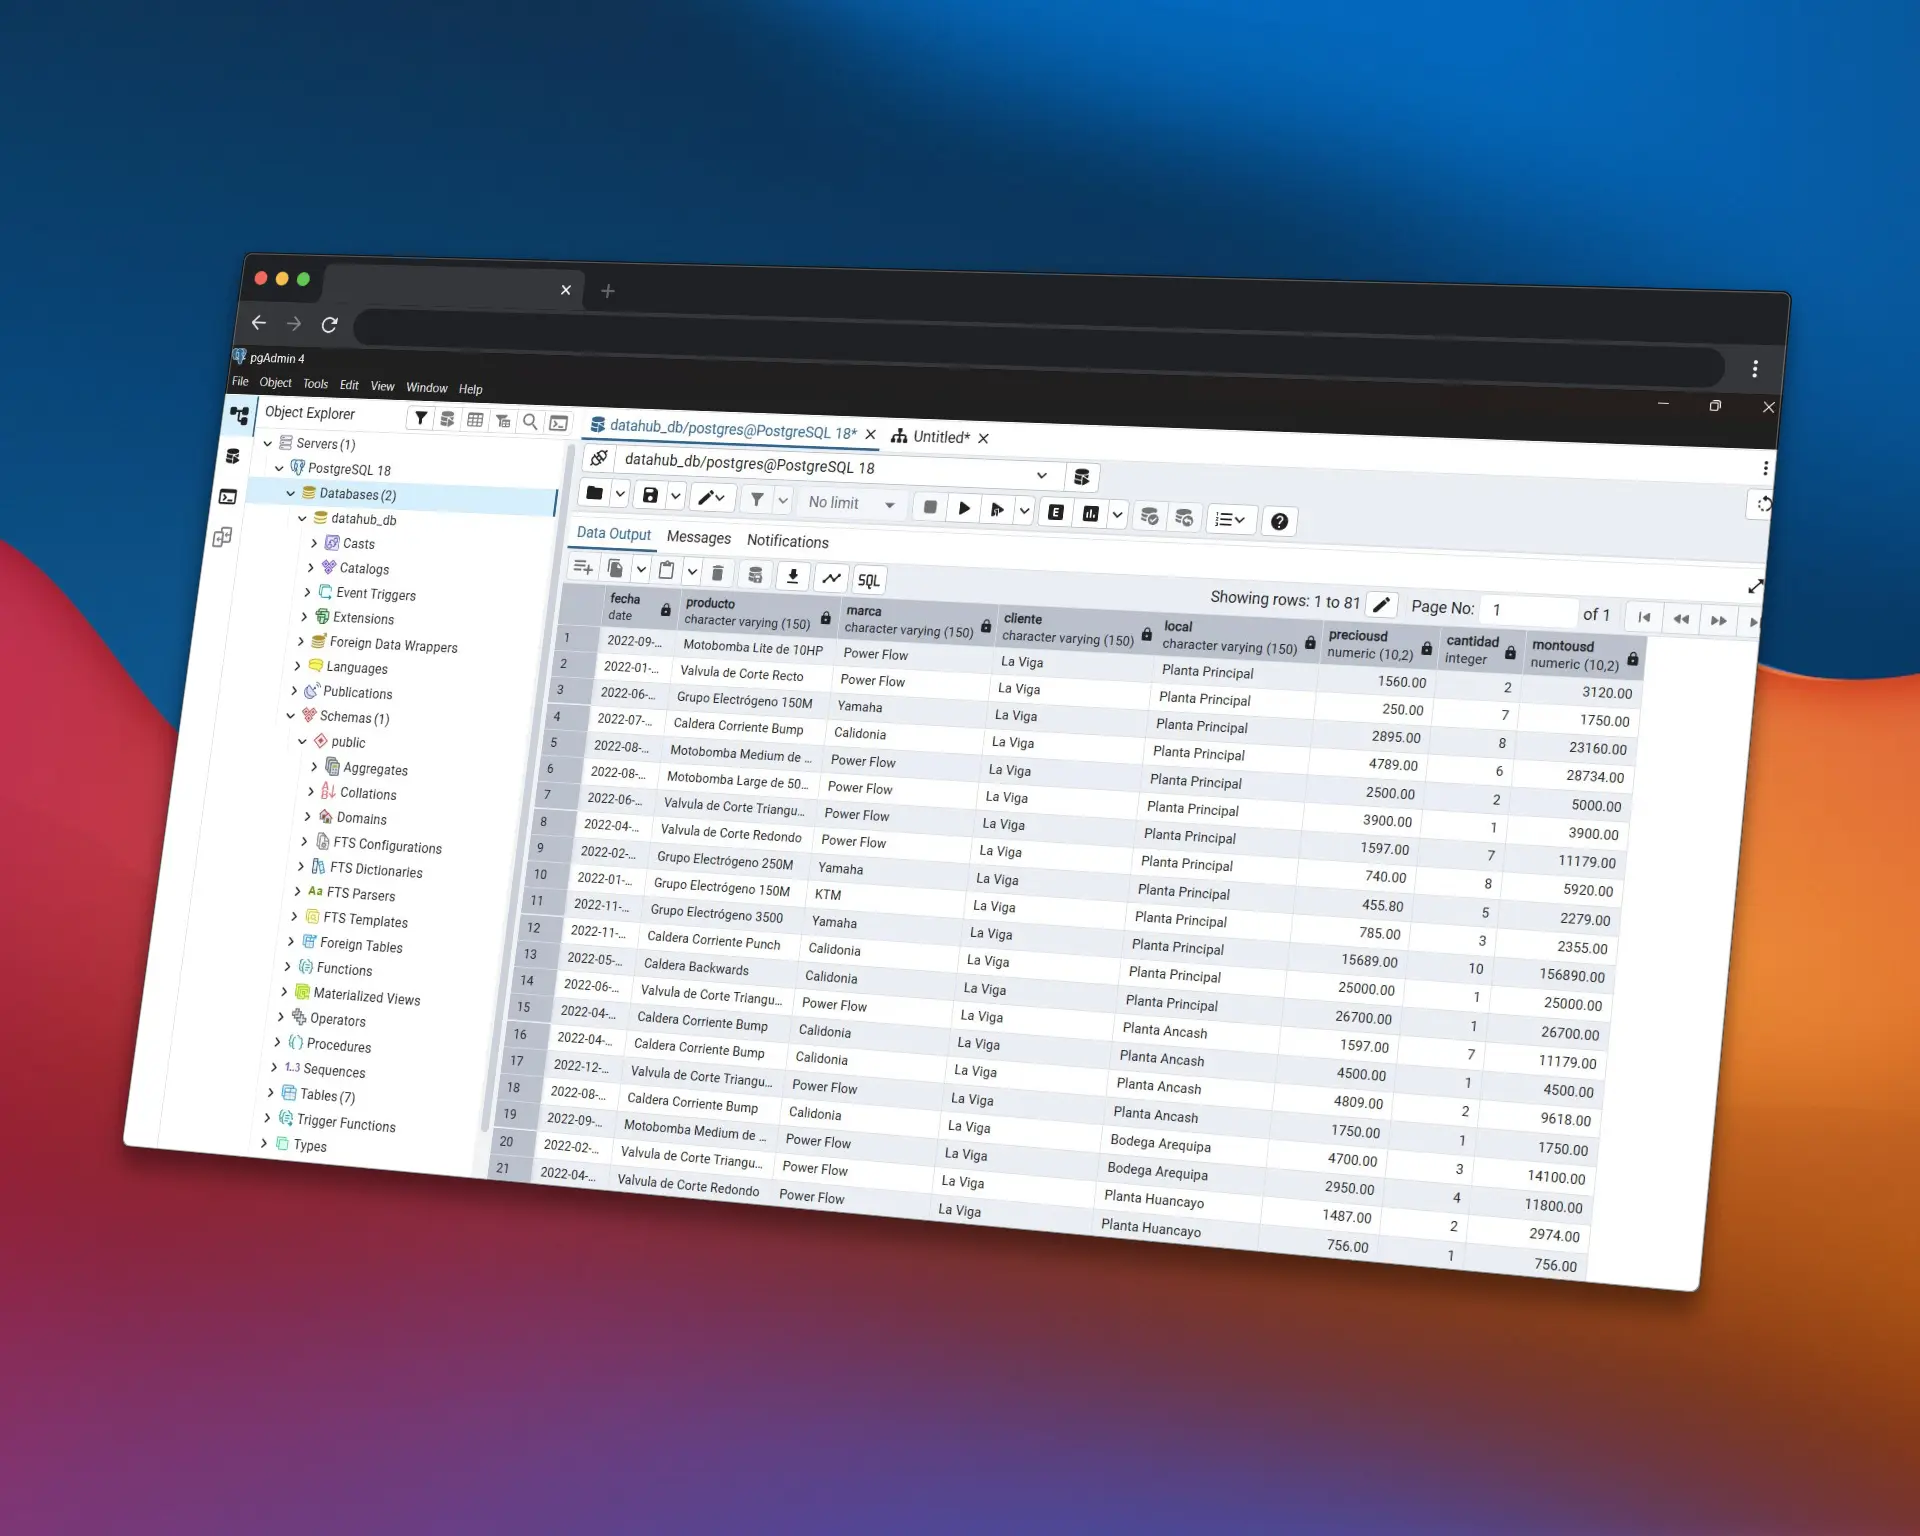 pgAdmin 4
File Object Tools Edit View Window Help
Object Explorer
datahub_db/postgres@PostgreSQL 18* Untitled*
datahub_db/postgres@PostgreSQL 18
No limit
Servers (1)
PostgreSQL 18
Databases (2)
datahub_db
Casts
Catalogs
Event Triggers
Extensions
Foreign Data Wrappers
Languages
Publications
Schemas (1)
public
Aggregates
Collations
Domains
FTS Configurations
FTS Dictionaries
Aa FTS Parsers
FTS Templates
Foreign Tables
Functions
Materialized Views
Operators
Procedures
1..3 Sequences
Tables (7)
Trigger Functions
Types
Data Output Messages Notifications
SQL
Showing rows: 1 to 81 Page No: 1 of 1
fecha producto marca cliente local preciousd cantidad montousd
date character varying (150) character varying (150) character varying (150) character varying (150) numeric (10,2) integer numeric (10,2)
1 2022-09-... Motobomba Lite de 10HP Power Flow La Viga Planta Principal 1560.00 2 3120.00
2 2022-01-... Valvula de Corte Recto Power Flow La Viga Planta Principal 250.00 7 1750.00
3 2022-06-... Grupo Electrógeno 150M Yamaha La Viga Planta Principal 2895.00 8 23160.00
4 2022-07-... Caldera Corriente Bump Calidonia La Viga Planta Principal 4789.00 6 28734.00
5 2022-08-... Motobomba Medium de ... Power Flow La Viga Planta Principal 2500.00 2 5000.00
6 2022-08-... Motobomba Large de 50... Power Flow La Viga Planta Principal 3900.00 1 3900.00
7 2022-06-... Valvula de Corte Triangu... Power Flow La Viga Planta Principal 1597.00 7 11179.00
8 2022-04-... Valvula de Corte Redondo Power Flow La Viga Planta Principal 740.00 8 5920.00
9 2022-02-... Grupo Electrógeno 250M Yamaha La Viga Planta Principal 455.80 5 2279.00
10 2022-01-... Grupo Electrógeno 150M KTM La Viga Planta Principal 785.00 3 2355.00
11 2022-11-... Grupo Electrógeno 3500 Yamaha La Viga Planta Principal 15689.00 10 156890.00
12 2022-11-... Caldera Corriente Punch Calidonia La Viga Planta Principal 25000.00 1 25000.00
13 2022-05-... Caldera Backwards Calidonia La Viga Planta Principal 26700.00 1 26700.00
14 2022-06-... Valvula de Corte Triangu... Power Flow La Viga Planta Ancash 1597.00 7 11179.00
15 2022-04-... Caldera Corriente Bump Calidonia La Viga Planta Ancash 4500.00 1 4500.00
16 2022-04-... Caldera Corriente Bump Calidonia La Viga Planta Ancash 4809.00 2 9618.00
17 2022-12-... Valvula de Corte Triangu... Power Flow La Viga Planta Ancash 1750.00 1 1750.00
18 2022-08-... Caldera Corriente Bump Calidonia La Viga Bodega Arequipa 4700.00 3 14100.00
19 2022-09-... Motobomba Medium de ... Power Flow La Viga Bodega Arequipa 2950.00 4 11800.00
20 2022-02-... Valvula de Corte Triangu... Power Flow La Viga Planta Huancayo 1487.00 2 2974.00
21 2022-04-... Valvula de Corte Redondo Power Flow La Viga Planta Huancayo 756.00 1 756.00